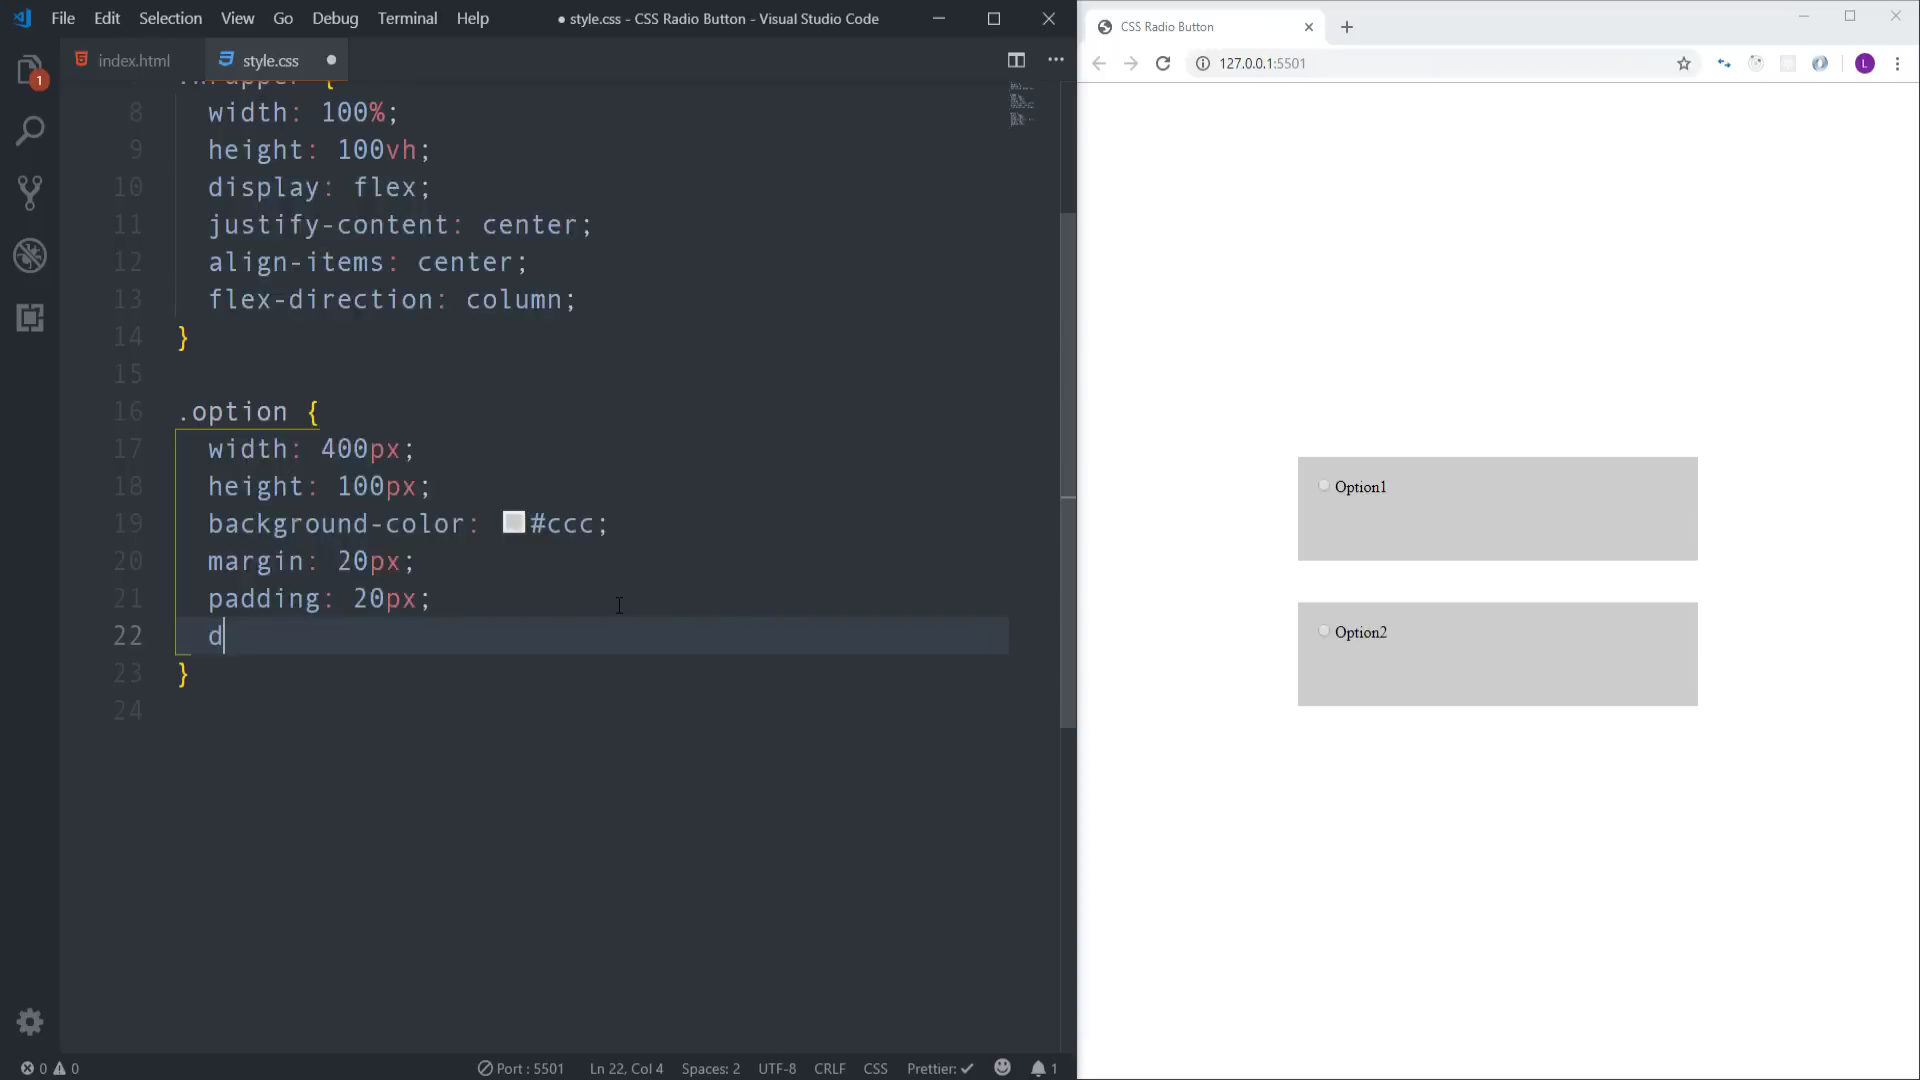 File Edit Selection View Go Debug Terminal Help
● style.css - CSS Radio Button - Visual Studio Code
index.html
style.css ●
1
8 width: 100%;
9 height: 100vh;
10 display: flex;
11 justify-content: center;
12 align-items: center;
13 flex-direction: column;
14 }
15
16 .option {
17 width: 400px;
18 height: 100px;
19 background-color: #ccc;
20 margin: 20px;
21 padding: 20px;
22 d
23 }
24
0 0
Port : 5501 Ln 22, Col 4 Spaces: 2 UTF-8 CRLF CSS Prettier: ✓ 1
CSS Radio Button
127.0.0.1:5501
L
Option1
Option2